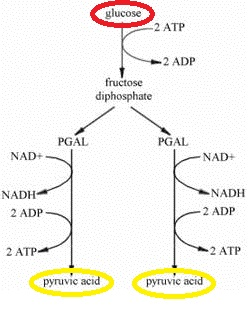 glucose
2 ATP
2 ADP
fructose
diphosphate
PGAL PGAL
NAD+ NAD+
NADH NADH
2 ADP 2 ADP
2 ATP 2 ATP
pyruvic acid pyruvic acid